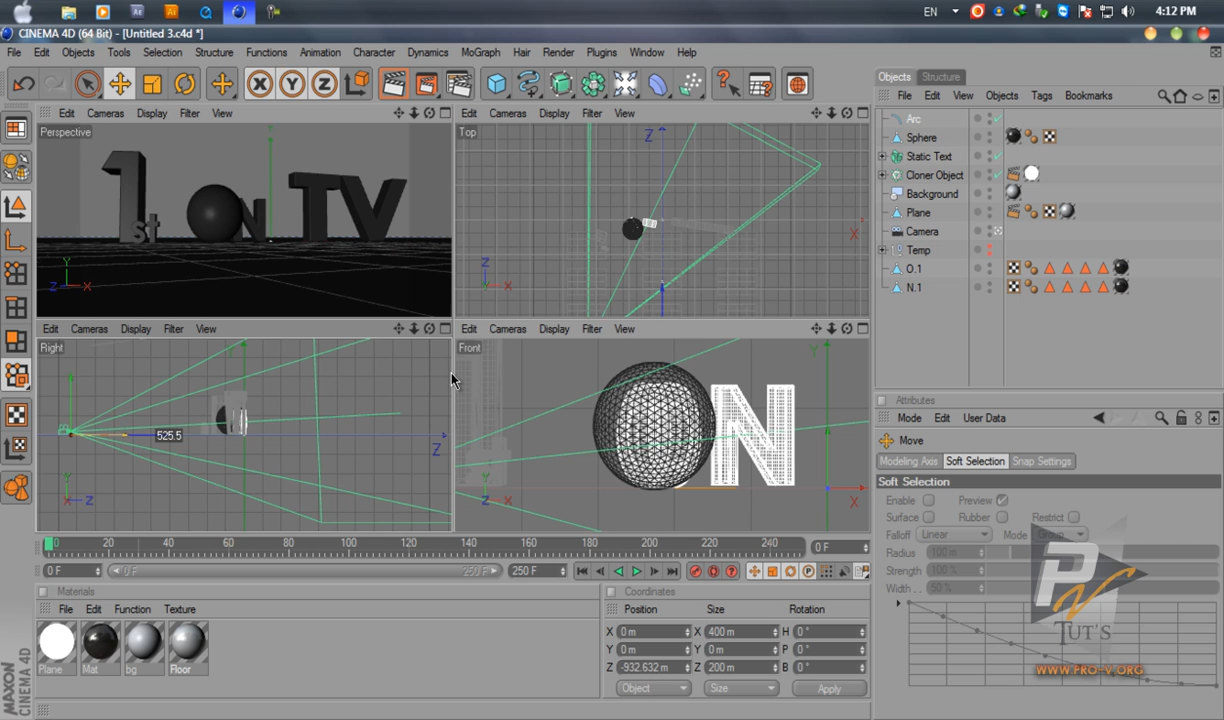 EN
4:12 PM
CINEMA 4D (64 Bit) - [Untitled 3.c4d *]
File Edit Objects Tools Selection Structure Functions Animation Character Dynamics MoGraph Hair Render Plugins Window Help
X Y Z
Edit Cameras Display Filter View
Perspective
1st ON TV
Y
X
Z
Edit Cameras Display Filter View
Top
Z
X
Z
X
Edit Cameras Display Filter View
Right
Y
525.5
Z
X
Z
Edit Cameras Display Filter View
Front
N
Y
X
Z
X
0 20 40 60 80 100 120 140 160 180 200 220 240
0 F
0 F
0 F
250 F
250 F
Materials
File Edit Function Texture
Plane
Mat
bg
Floor
Coordinates
Position Size Rotation
X 0 m X 400 m H 0 °
Y 0 m Y 0 m P 0 °
Z -932.632 m Z 200 m B 0 °
Object
Size
Apply
MAXON
CINEMA 4D
Objects Structure
File Edit View Objects Tags Bookmarks
Arc
Sphere
Static Text
Cloner Object
Background
Plane
Camera
Temp
O.1
N.1
Attributes
Mode Edit User Data
Move
Modeling Axis Soft Selection Snap Settings
Soft Selection
Enable Preview
Surface Rubber Restrict
Falloff Linear Mode Group
Radius 100 m
Strength 100 %
Width . . 50 %
PV
TUT'S
WWW.PRO-V.ORG